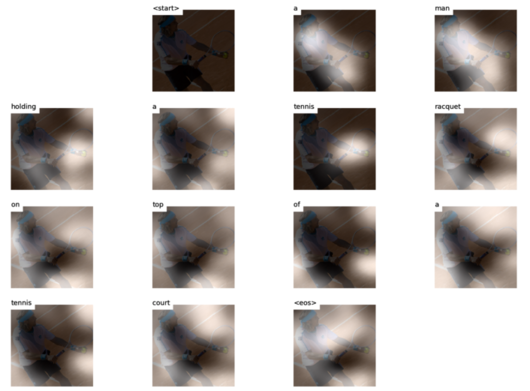 <start> a man
holding a tennis racquet
on top of a
tennis court <eos>